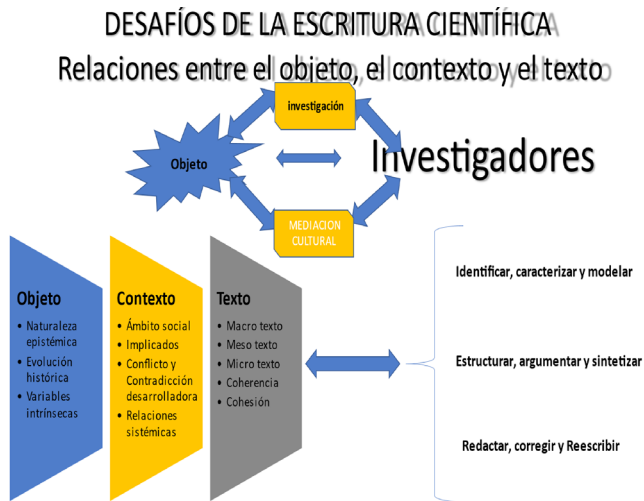 DESAFÍOS DE LA ESCRITURA CIENTÍFICA
Relaciones entre el objeto, el contexto y el texto
investigación
Objeto
Investigadores
MEDIACION
CULTURAL
Objeto
• Naturaleza
epistémica
• Evolución
histórica
• Variables
intrínsecas
Contexto
• Ámbito social
• Implicados
• Conflicto y
Contradicción
desarrolladora
• Relaciones
sistémicas
Texto
• Macro texto
• Meso texto
• Micro texto
• Coherencia
• Cohesión
Identificar, caracterizar y modelar
Estructurar, argumentar y sintetizar
Redactar, corregir y Reescribir